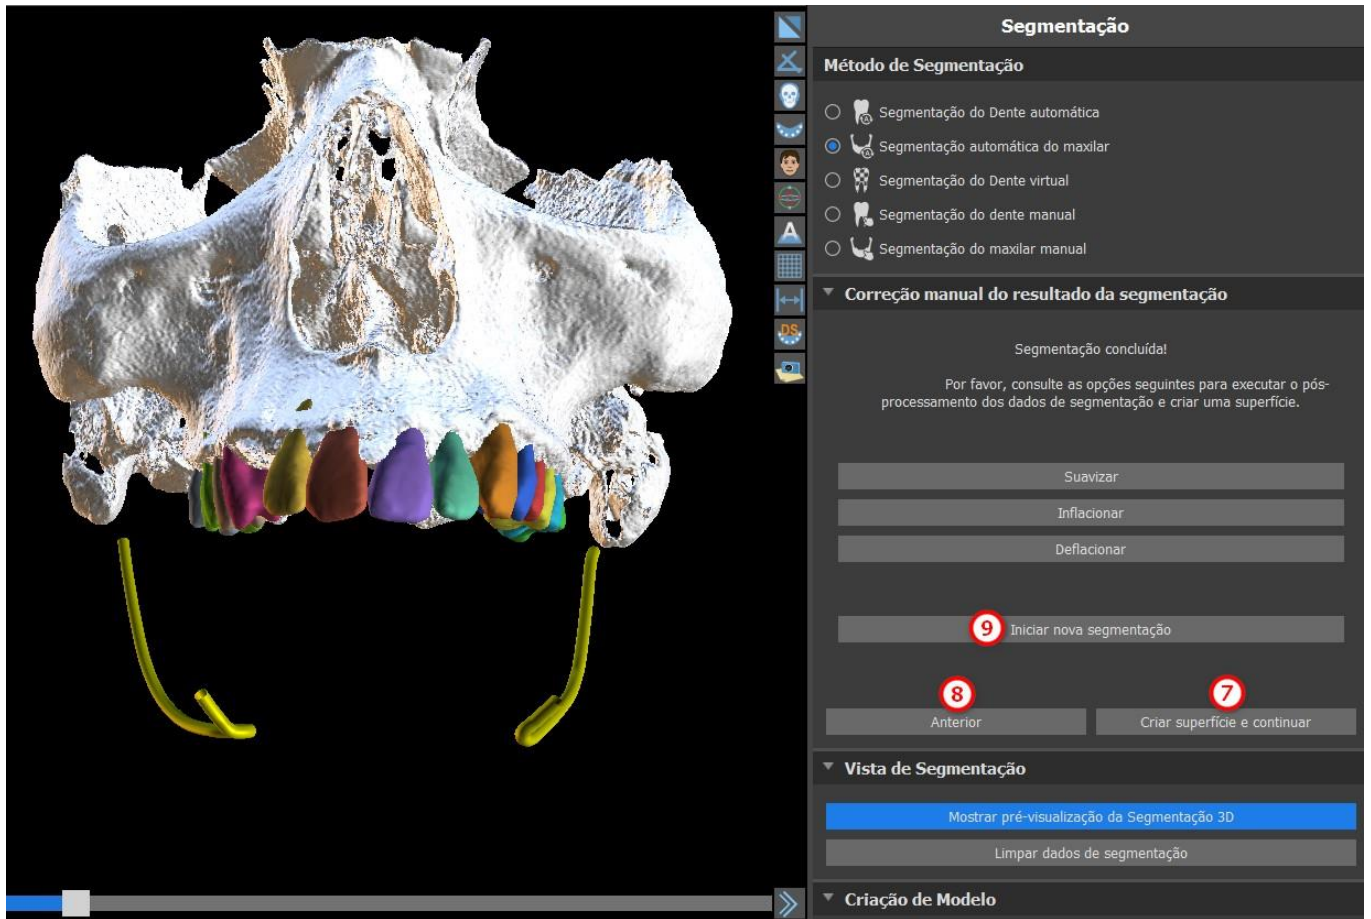 Segmentação
Método de Segmentação
Segmentação do Dente automática
Segmentação automática do maxilar
Segmentação do Dente virtual
Segmentação do dente manual
Segmentação do maxilar manual
Correção manual do resultado da segmentação
Segmentação concluída!
Por favor, consulte as opções seguintes para executar o pós-
processamento dos dados de segmentação e criar uma superfície.
Suavizar
Inflacionar
Deflacionar
9 Iniciar nova segmentação
8
7
Anterior
Criar superfície e continuar
Vista de Segmentação
Mostrar pré-visualização da Segmentação 3D
Limpar dados de segmentação
Criação de Modelo
A
DS